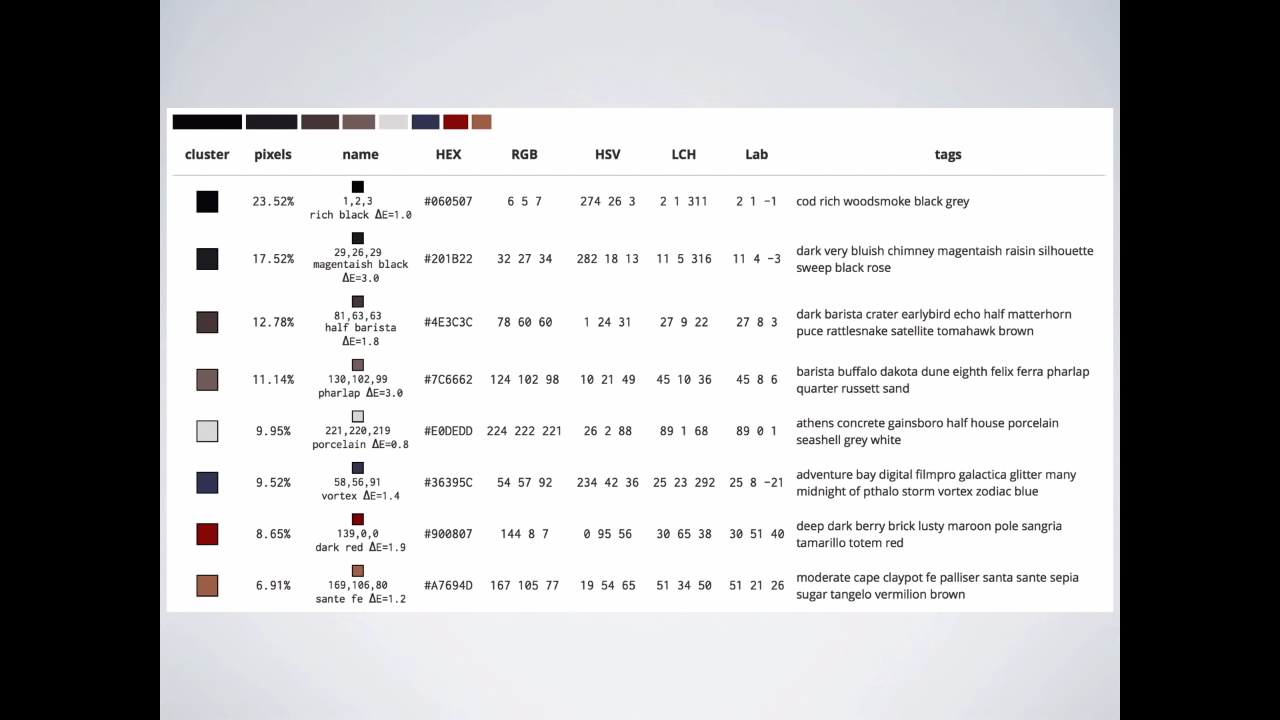 cluster pixels name HEX RGB HSV LCH Lab tags
1,2,3
23.52% #060507 6 5 7 274 26 3 2 1 311 2 1 -1 cod rich woodsmoke black grey
rich black ΔE=1.0
29,26,29
dark very bluish chimney magentaish raisin silhouette
17.52% magentaish black #201B22 32 27 34 282 18 13 11 5 316 11 4 -3
sweep black rose
ΔE=3.0
81,63,63
dark barista crater earlybird echo half matterhorn
12.78% half barista #4E3C3C 78 60 60 1 24 31 27 9 22 27 8 3
puce rattlesnake satellite tomahawk brown
ΔE=1.8
barista buffalo dakota dune eighth felix ferra pharlap
11.14% 130,102,99 #7C6662 124 102 98 10 21 49 45 10 36 45 8 6
pharlap ΔE=3.0 quarter russett sand
athens concrete gainsboro half house porcelain
9.95% 221,220,219 #E0DEDD 224 222 221 26 2 88 89 1 68 89 0 1
porcelain ΔE=0.8 seashell grey white
adventure bay digital filmpro galactica glitter many
9.52% 58,56,91 #36395C 54 57 92 234 42 36 25 23 292 25 8 -21
vortex ΔE=1.4 midnight of pthalo storm vortex zodiac blue
deep dark berry brick lusty maroon pole sangria
8.65% 139,0,0 #900807 144 8 7 0 95 56 30 65 38 30 51 40
dark red ΔE=1.9 tamarillo totem red
moderate cape claypot fe palliser santa sante sepia
6.91% 169,106,80 #A7694D 167 105 77 19 54 65 51 34 50 51 21 26
sante fe ΔE=1.2 sugar tangelo vermilion brown